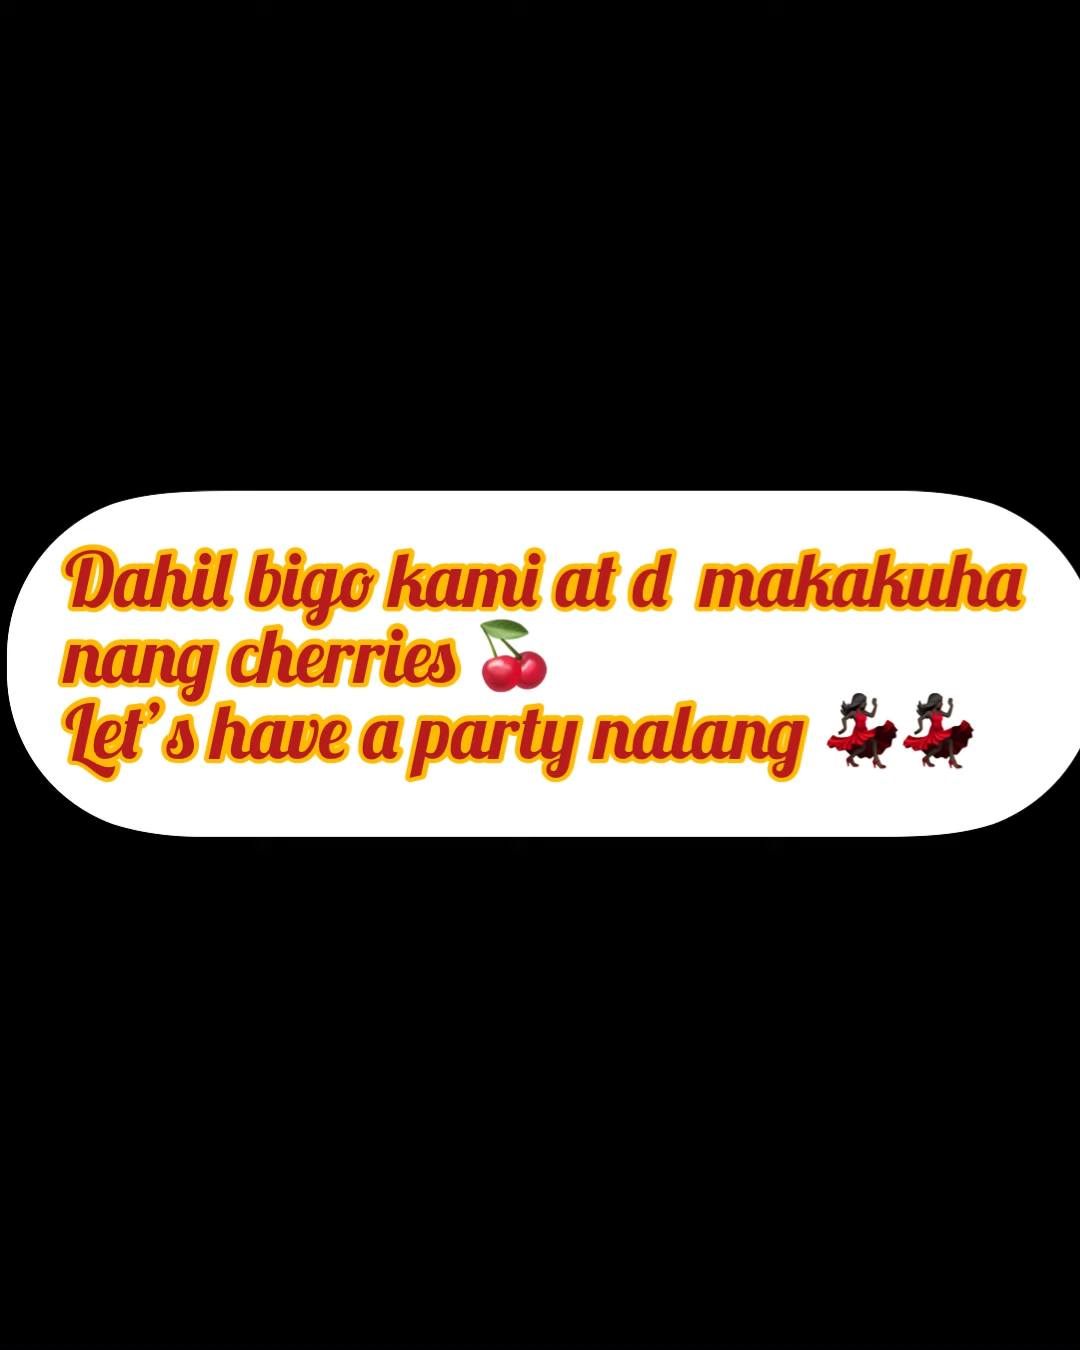 Dahil bigo kami at d  makakuha
nang cherries 🍒
Let’s have a party nalang 💃🏿💃🏿